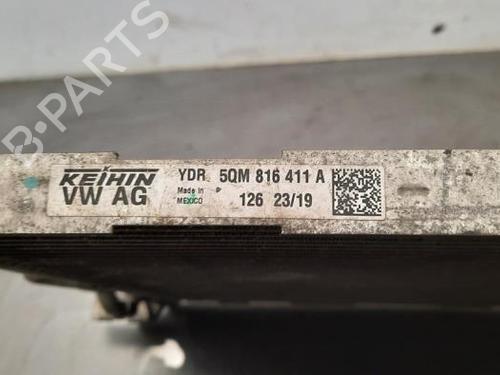 B-PARTS
KEIHIN
VW AG
YDR 5QM 816 411 A
Made in
MEXICO
P
126 23/19